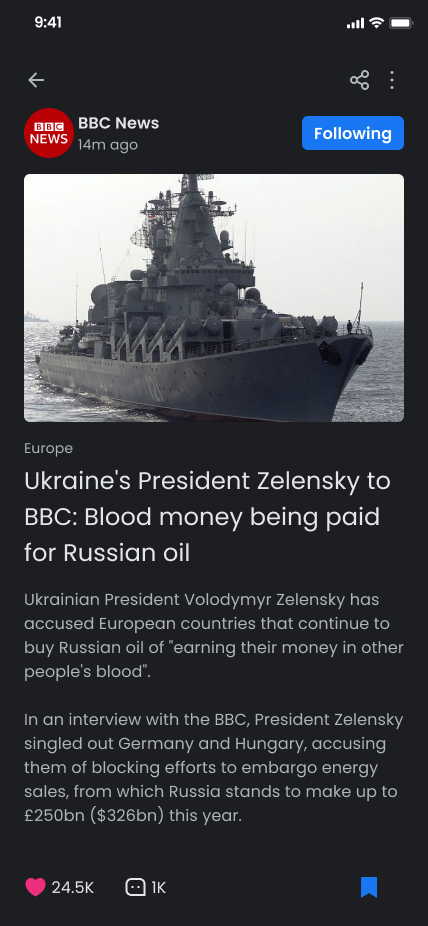 9:41
BBC
NEWS
BBC News
14m ago
Following
121
Europe
Ukraine's President Zelensky to
BBC: Blood money being paid
for Russian oil
Ukrainian President Volodymyr Zelensky has
accused European countries that continue to
buy Russian oil of "earning their money in other
people's blood".
In an interview with the BBC, President Zelensky
singled out Germany and Hungary, accusing
them of blocking efforts to embargo energy
sales, from which Russia stands to make up to
£250bn ($326bn) this year.
24.5K
1K